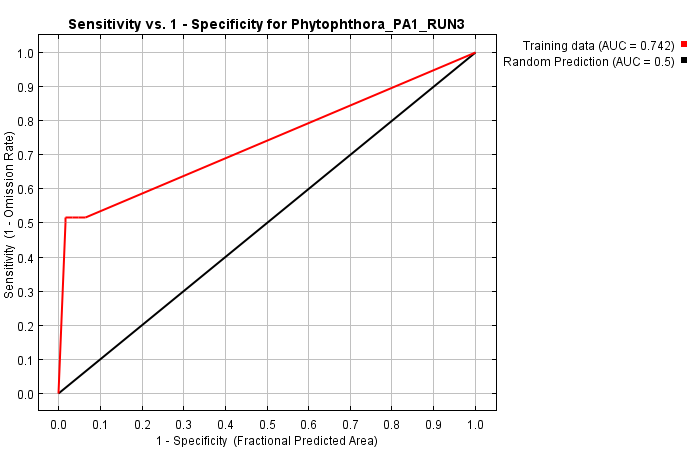 Sensitivity vs. 1 - Specificity for Phytophthora_PA1_RUN3
Training data (AUC = 0.742)
Random Prediction (AUC = 0.5)
Sensitivity (1 - Omission Rate)
1.0
0.9
0.8
0.7
0.6
0.5
0.4
0.3
0.2
0.1
0.0
0.0 0.1 0.2 0.3 0.4 0.5 0.6 0.7 0.8 0.9 1.0
1 - Specificity (Fractional Predicted Area)